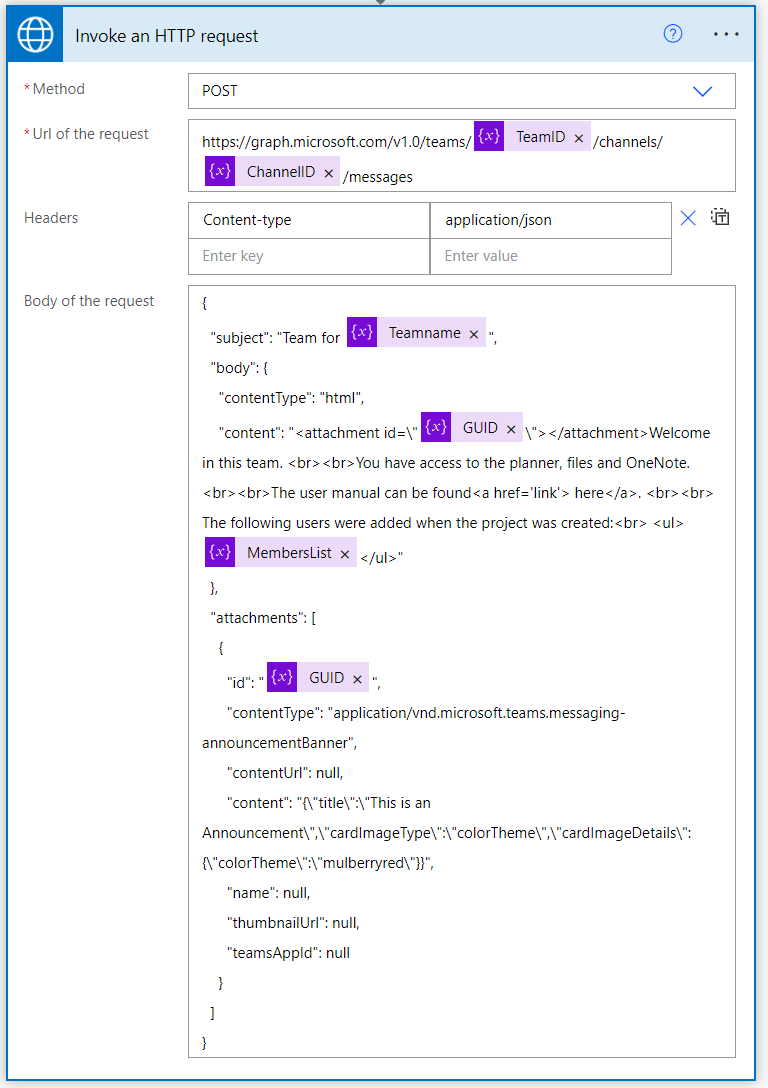 Invoke an HTTP request
?
...
*Method
POST
*Url of the request
https://graph.microsoft.com/v1.0/teams/ {x} TeamID × /channels/
{x} ChannelID × /messages
Headers
Content-type
application/json
Enter key
Enter value
Body of the request
{
"subject": "Team for {x} Teamname × ",
"body": {
"contentType": "html",
"content": "<attachment id=\" {x} GUID × \"></attachment>Welcome
in this team. <br><br>You have access to the planner, files and OneNote.
<br><br>The user manual can be found<a href='link'> here</a>. <br><br>
The following users were added when the project was created:<br> <ul>
{x} MembersList × </ul>"
},
"attachments": [
{
"id": " {x} GUID × ",
"contentType": "application/vnd.microsoft.teams.messaging-
announcementBanner",
"contentUrl": null,
"content": "{\"title\":\"This is an
Announcement\",\"cardImageType\":\"colorTheme\",\"cardImageDetails\":
{\"colorTheme\":\"mulberryred\"}}",
"name": null,
"thumbnailUrl": null,
"teamsAppId": null
}
]
}